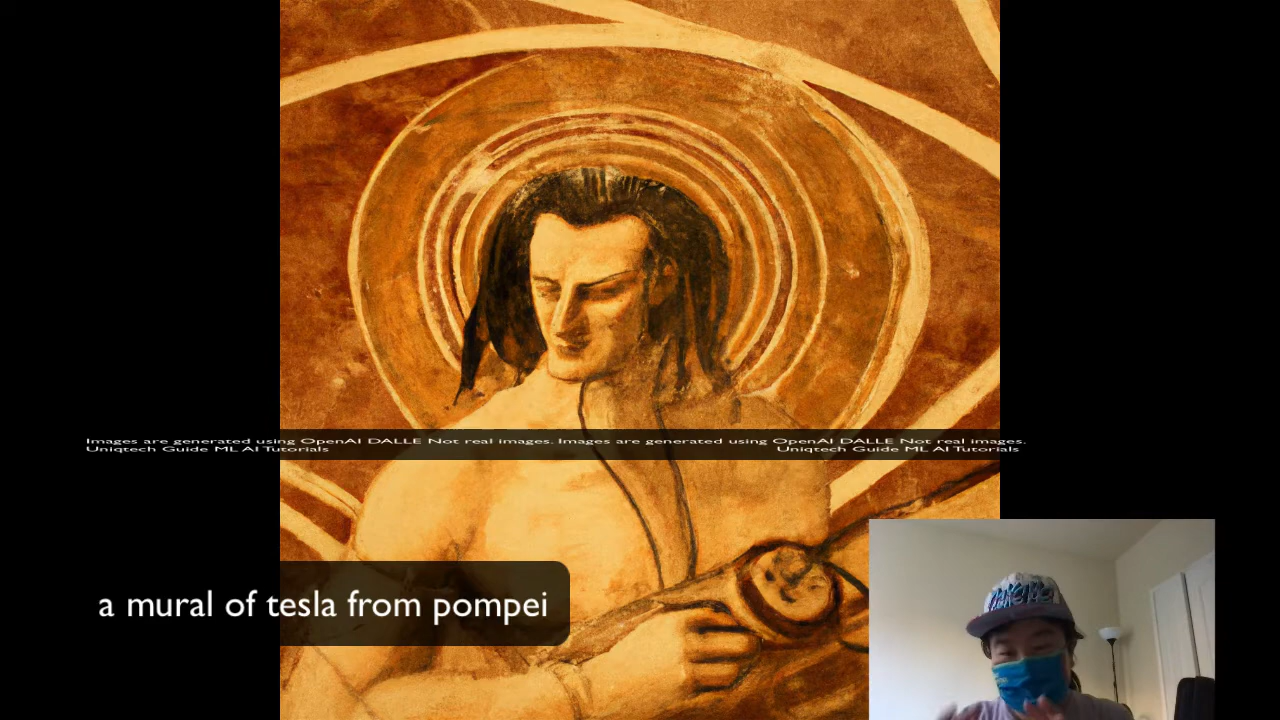 Images are generated using OpenAI DALLE Not real images. Images are generated using OpenAI DALLE Not real images.
Uniqtech Guide ML AI Tutorials Uniqtech Guide ML AI Tutorials
a mural of tesla from pompei